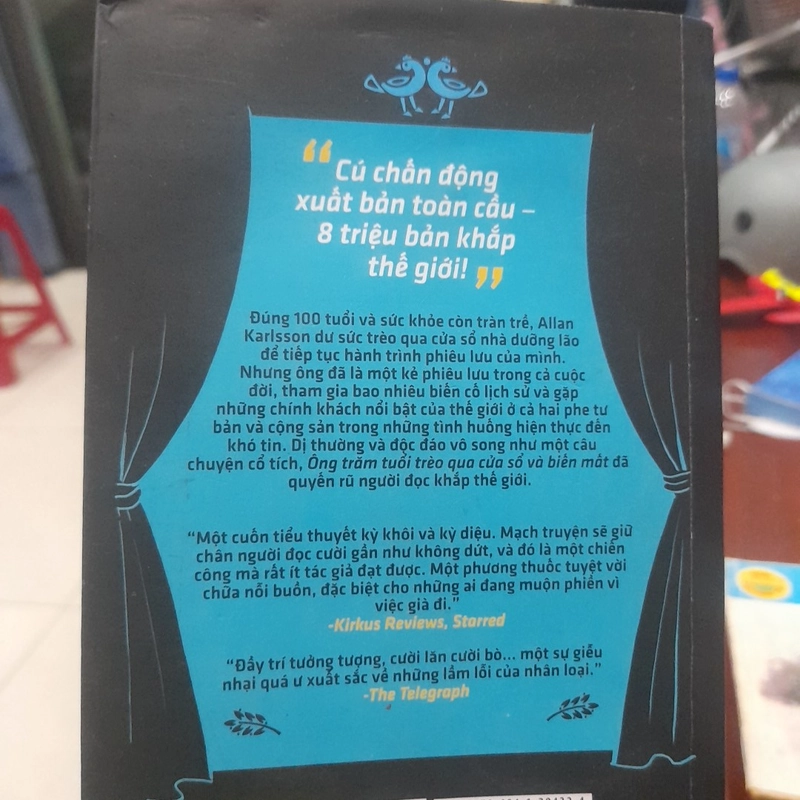 “Cú chấn động
xuất bản toàn cầu –
8 triệu bản khắp
thế giới!”
Đúng 100 tuổi và sức khỏe còn tràn trề, Allan
Karlsson dư sức trèo qua cửa sổ nhà dưỡng lão
để tiếp tục hành trình phiêu lưu của mình.
Nhưng ông đã là một kẻ phiêu lưu trong cả cuộc
đời, tham gia bao nhiêu biến cố lịch sử và gặp
những chính khách nổi bật của thế giới ở cả hai phe tư
bản và cộng sản trong những tình huống hiện thực đến
khó tin. Dị thường và độc đáo vô song như một câu
chuyện cổ tích, Ông trăm tuổi trèo qua cửa sổ và biến mất đã
quyến rũ người đọc khắp thế giới.
“Một cuốn tiểu thuyết kỳ khôi và kỳ diệu. Mạch truyện sẽ giữ
chân người đọc cười gần như không dứt, và đó là một chiến
công mà rất ít tác giả đạt được. Một phương thuốc tuyệt vời
chữa nỗi buồn, đặc biệt cho những ai đang muộn phiền vì
việc già đi.”
-Kirkus Reviews, Starred
“Đầy trí tưởng tượng, cười lăn cười bò... một sự giễu
nhại quá ư xuất sắc về những lầm lỗi của nhân loại.”
-The Telegraph